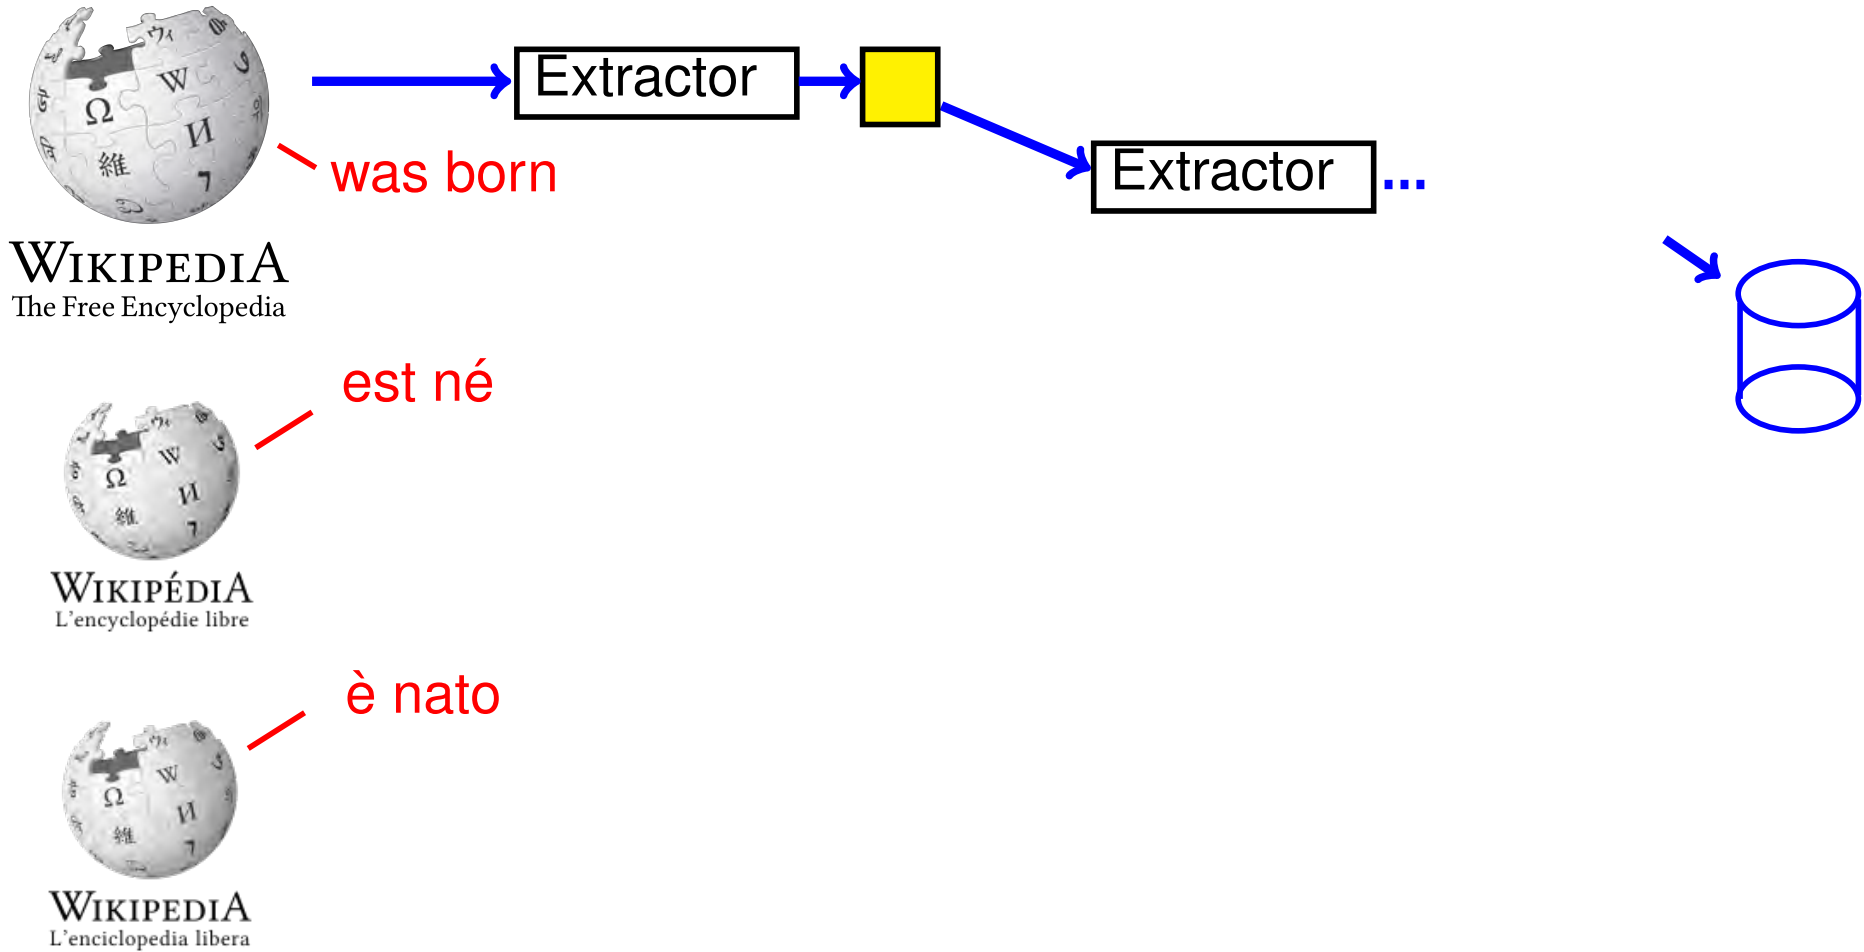 Extractor
was born
Extractor ...
WIKIPEDIA
The Free Encyclopedia
est né
WIKIPÉDIA
L'encyclopédie libre
è nato
WIKIPEDIA
L'enciclopedia libera